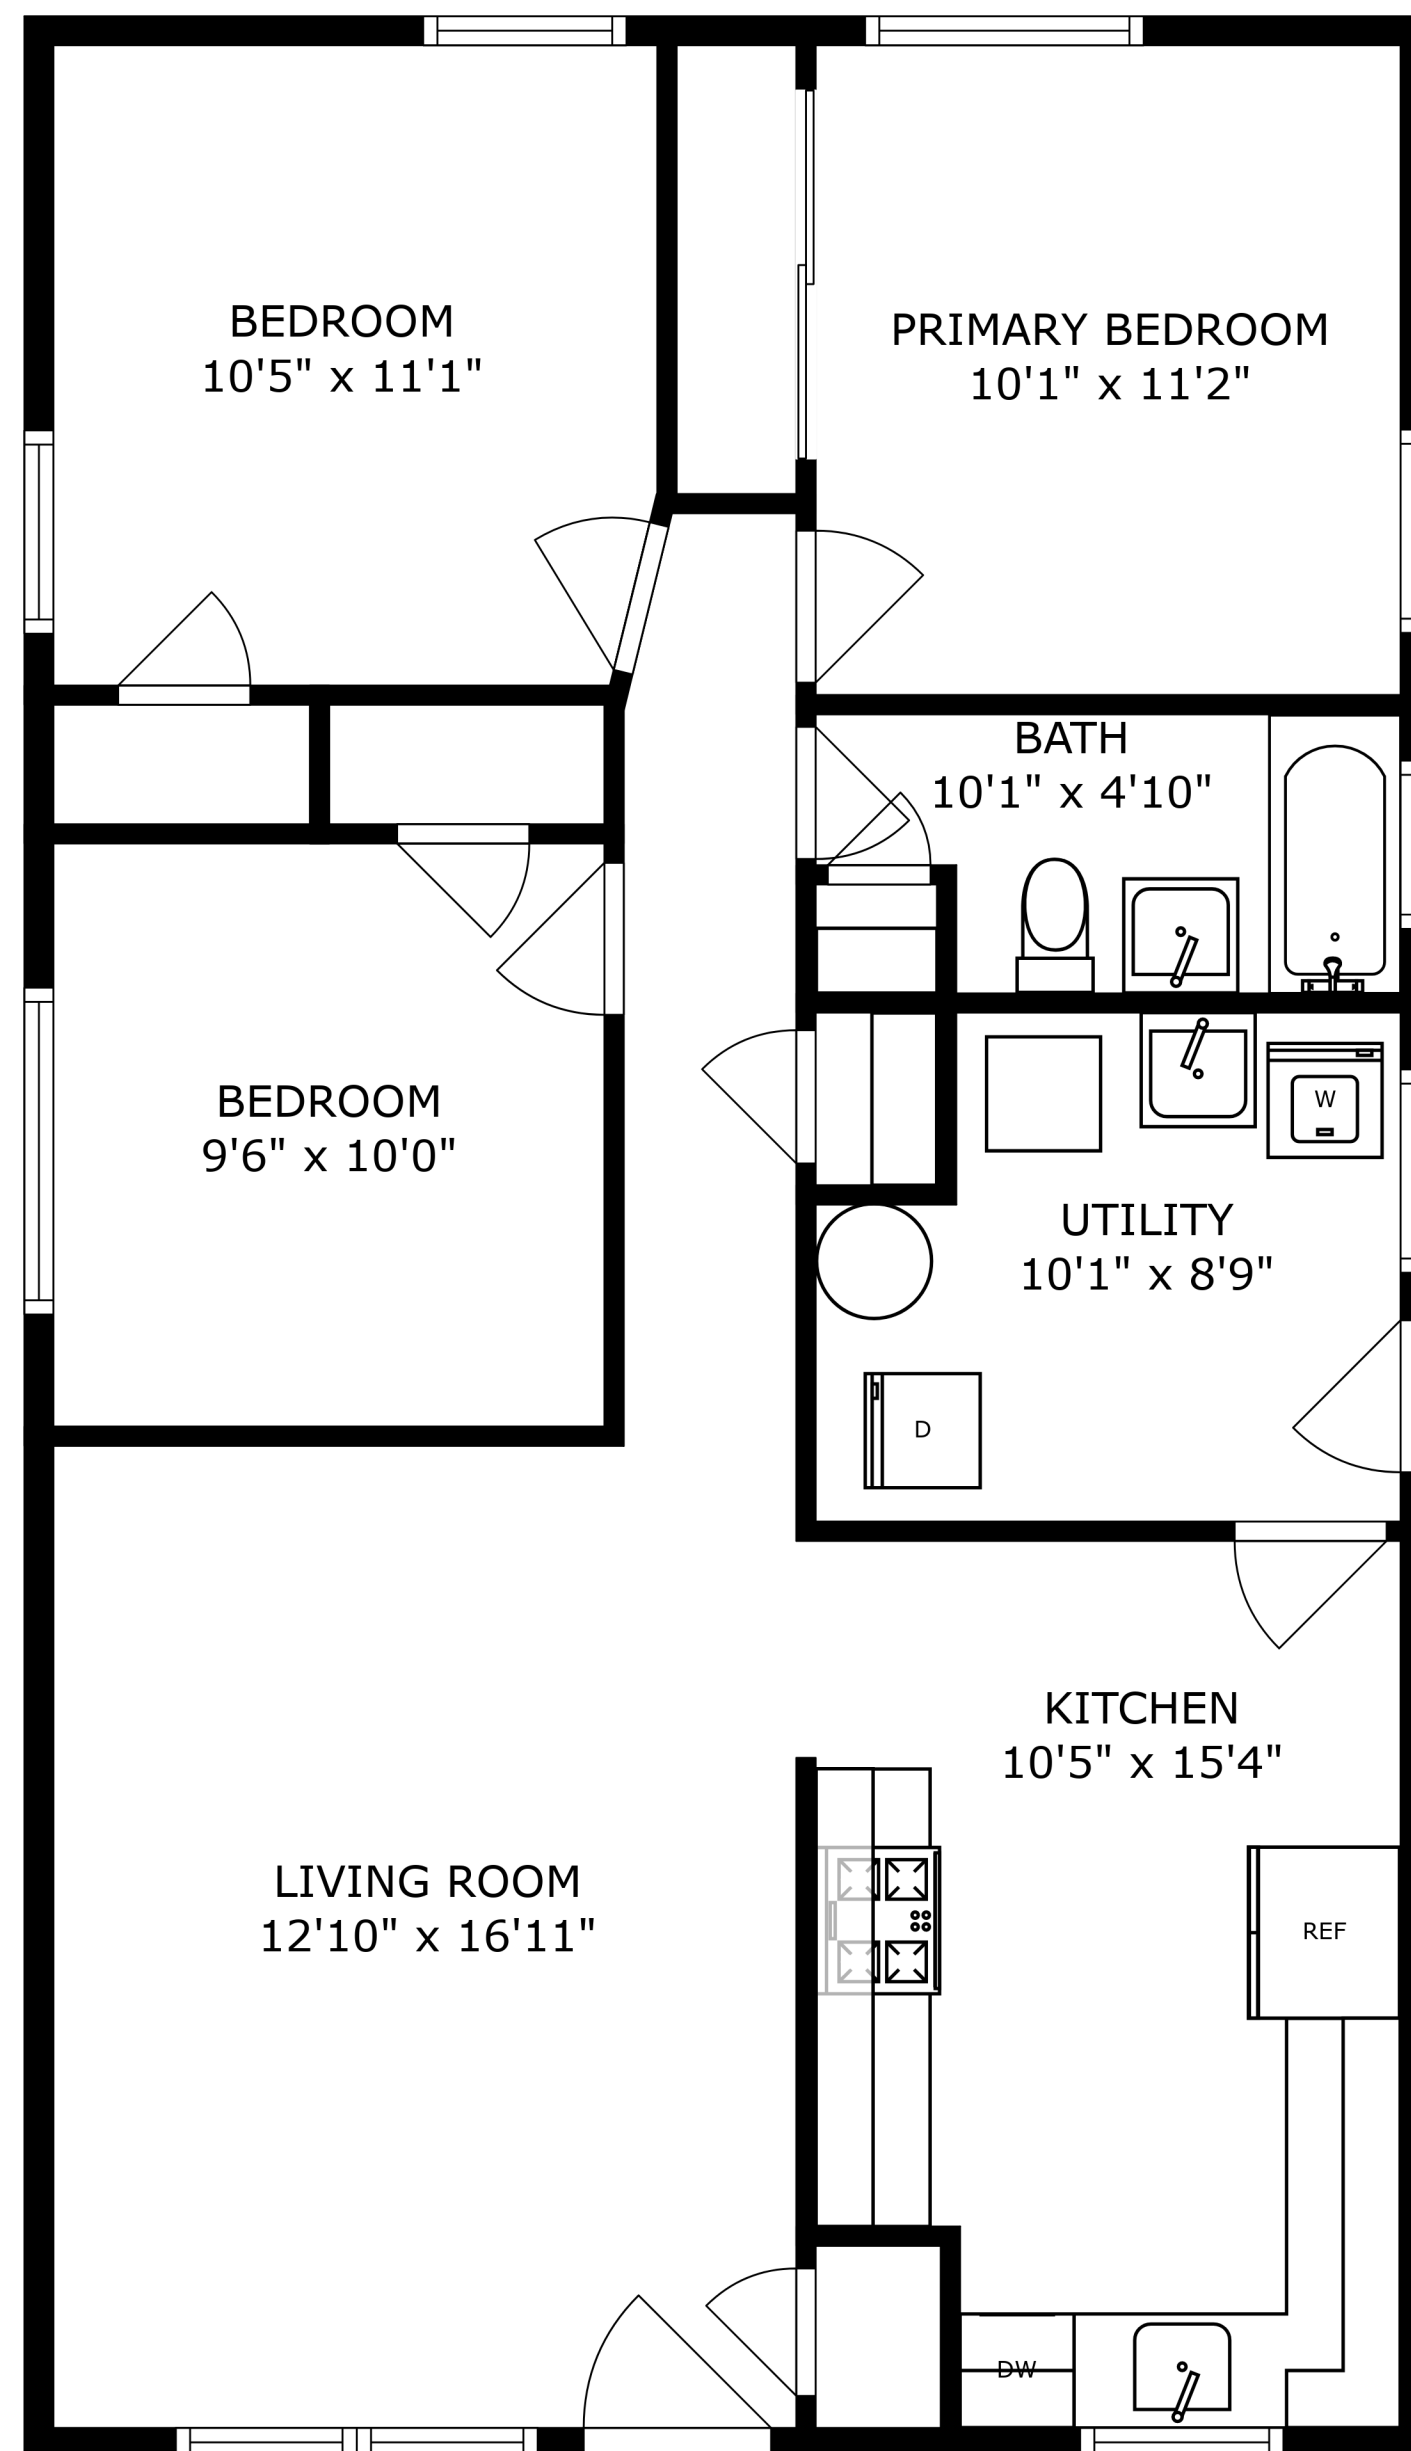 BEDROOM
10'5" x 11'1"
PRIMARY BEDROOM
10'1" x 11'2"
BATH
10'1" x 4'10"
BEDROOM
9'6" x 10'0"
W
UTILITY
10'1" x 8'9"
D
KITCHEN
10'5" x 15'4"
LIVING ROOM
12'10" x 16'11"
REF
DW